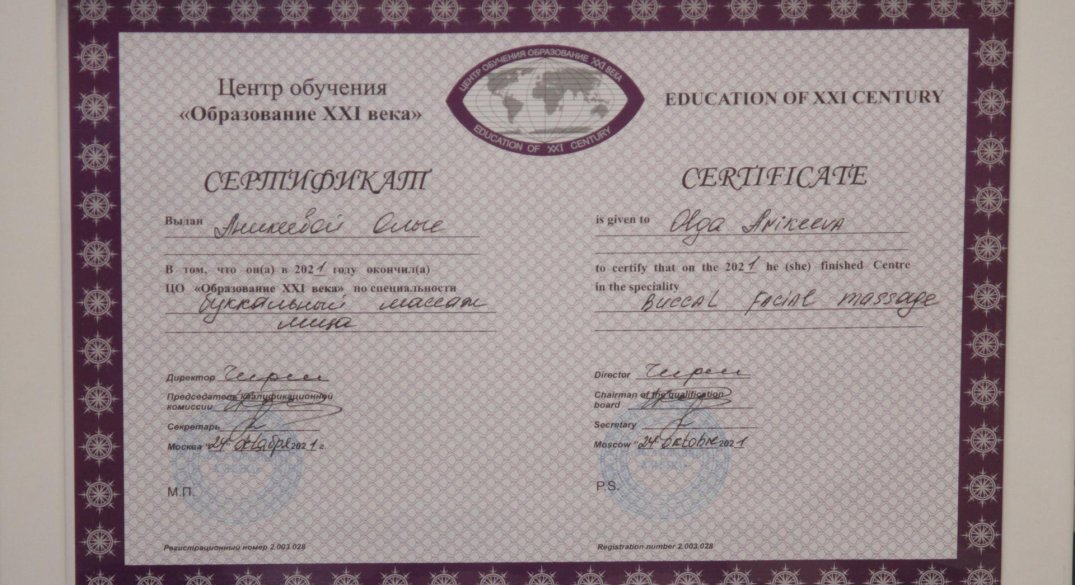 Центр обучения
«Образование XXI века»
ЦЕНТР ОБУЧЕНИЯ ОБРАЗОВАНИЕ XXI ВЕКА
EDUCATION OF XXI CENTURY
EDUCATION OF XXI CENTURY
СЕРТИФИКАТ
Выдан Аникеевой Ольге
В том, что он(а) в 2021 году окончил(а)
ЦО «Образование XXI века» по специальности
буккальный массаж
лица
Директор
Председатель квалификационной
комиссии
Секретарь
Москва "24" октября 2021 г.
М.П.
Регистрационный номер 2.003.028
CERTIFICATE
is given to Olga Anikeeva
to certify that on the 2021 he (she) finished Centre
in the speciality
Buccal facial massage
Director
Chairman of the qualification
board
Secretary
Moscow "24" oktobre 2021
P.S.
Registration number 2.003.028